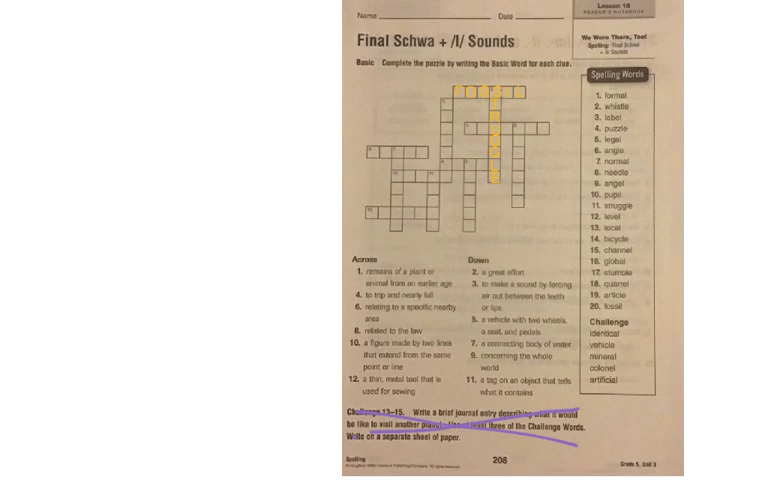 Name
Date
Lesson 18
READER'S NOTEBOOK
Final Schwa + /l/ Sounds
We Were There, Too!
Spelling: Final Schwa
+ /l/ Sounds
Basic Complete the puzzle by writing the Basic Word for each clue.
Spelling Words
1. formal
2. whistle
3. label
4. puzzle
5. legal
6. angle
7. normal
8. needle
9. angel
10. pupil
11. struggle
12. level
13. local
14. bicycle
15. channel
16. global
17. stumble
18. quarrel
19. article
20. fossil
Challenge
identical
vehicle
mineral
colonel
artificial
Across
1. remains of a plant or
animal from an earlier age
4. to trip and nearly fall
6. relating to a specific nearby
area
8. related to the law
10. a figure made by two lines
that extend from the same
point or line
12. a thin, metal tool that is
used for sewing
Down
2. a great effort
3. to make a sound by forcing
air out between the teeth
or lips
5. a vehicle with two wheels,
a seat, and pedals
7. a connecting body of water
9. concerning the whole
world
11. a tag on an object that tells
what it contains
Challenge 13–15. Write a brief journal entry describing what it would
be like to visit another planet. Use at least three of the Challenge Words.
Write on a separate sheet of paper.
Spelling
208
Grade 5, Unit 3